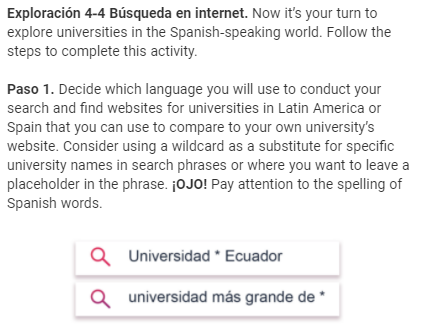 Exploración 4-4 Búsqueda en internet. Now it's your turn to
explore universities in the Spanish-speaking world. Follow the
steps to complete this activity.
Paso 1. Decide which language you will use to conduct your
search and find websites for universities in Latin America or
Spain that you can use to compare to your own university's
website. Consider using a wildcard as a substitute for specific
university names in search phrases or where you want to leave a
placeholder in the phrase. ¡OJO! Pay attention to the spelling of
Spanish words.
Universidad * Ecuador
universidad más grande de *